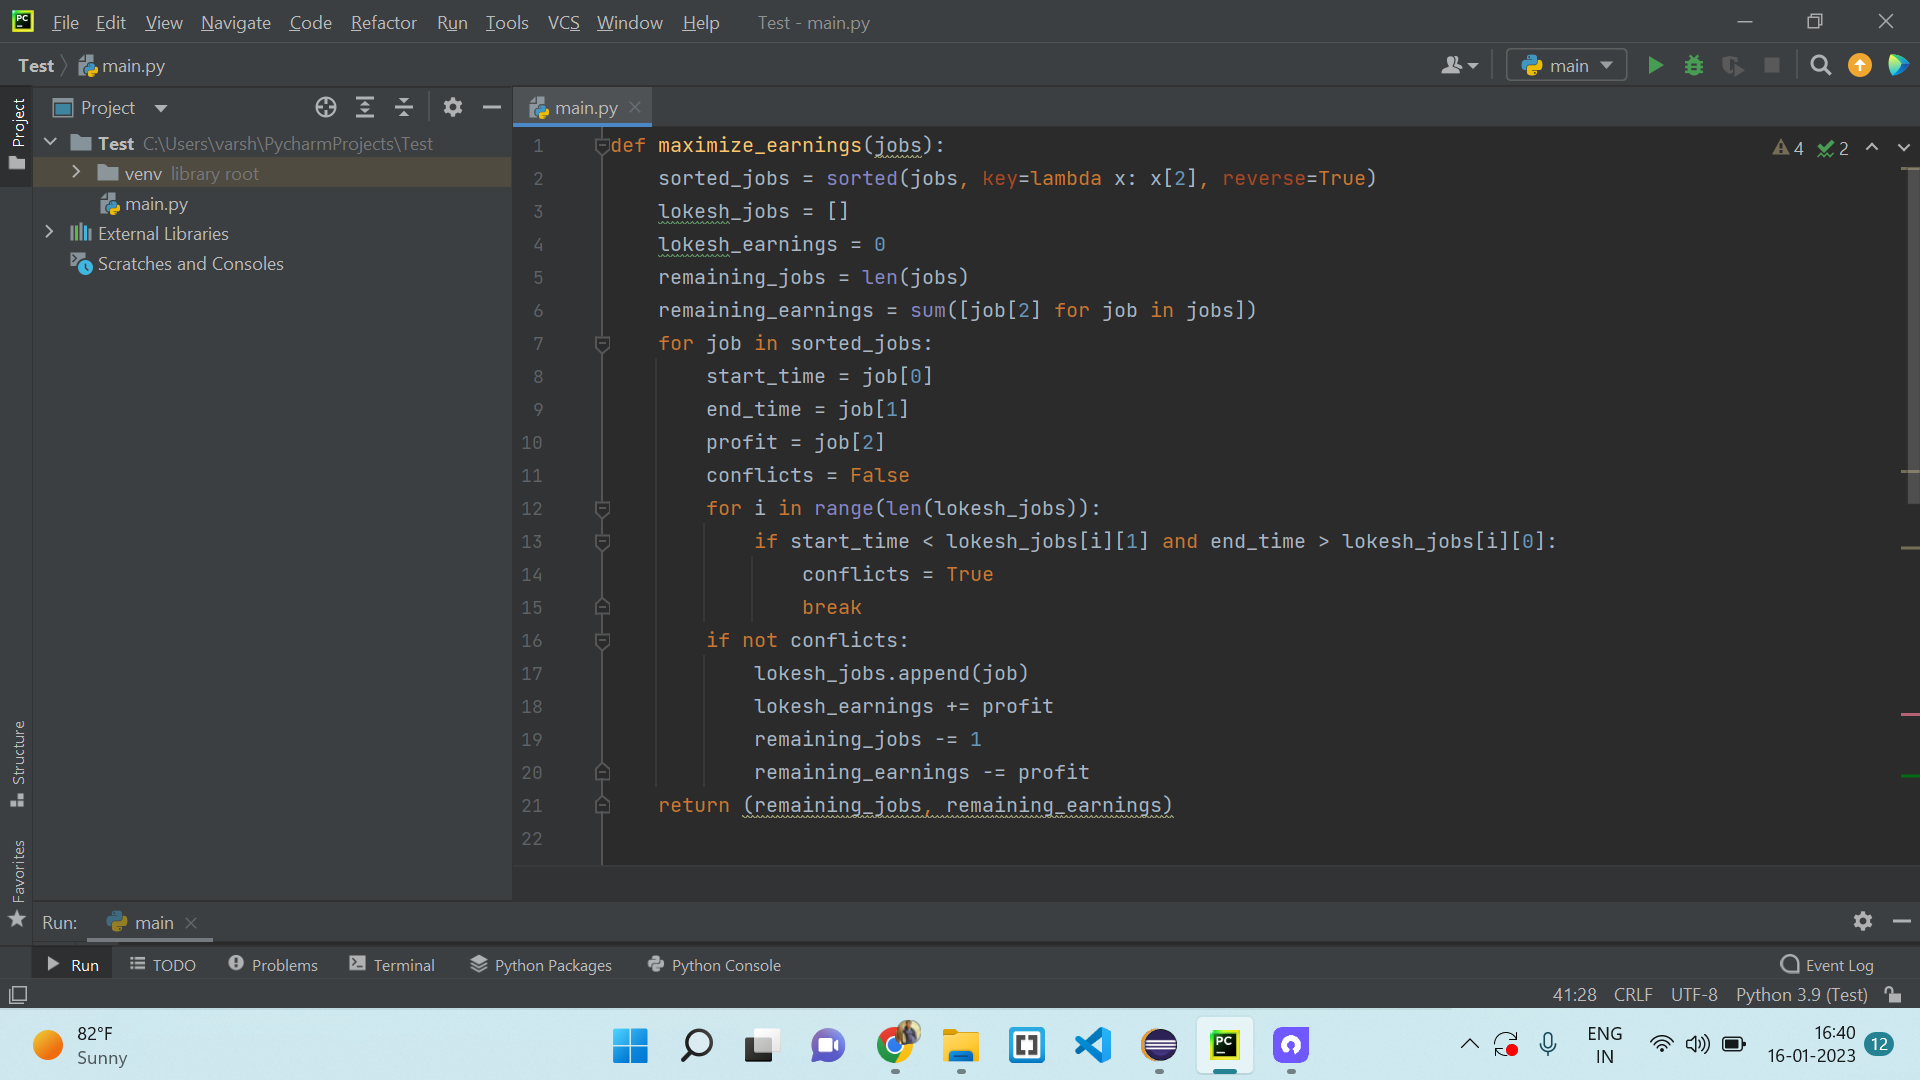 File Edit View Navigate Code Refactor Run Tools VCS Window Help Test - main.py
Test main.py
main
Project
main.py
Project
Test C:\Users\varsh\PycharmProjects\Test
venv library root
main.py
External Libraries
Scratches and Consoles
4 2
1 def maximize_earnings(jobs):
2 sorted_jobs = sorted(jobs, key=lambda x: x[2], reverse=True)
3 lokesh_jobs = []
4 lokesh_earnings = 0
5 remaining_jobs = len(jobs)
6 remaining_earnings = sum([job[2] for job in jobs])
7 for job in sorted_jobs:
8 start_time = job[0]
9 end_time = job[1]
10 profit = job[2]
11 conflicts = False
12 for i in range(len(lokesh_jobs)):
13 if start_time < lokesh_jobs[i][1] and end_time > lokesh_jobs[i][0]:
14 conflicts = True
15 break
16 if not conflicts:
17 lokesh_jobs.append(job)
18 lokesh_earnings += profit
19 remaining_jobs -= 1
20 remaining_earnings -= profit
21 return (remaining_jobs, remaining_earnings)
22
Structure
Favorites
Run: main
Run TODO Problems Terminal Python Packages Python Console Event Log
41:28 CRLF UTF-8 Python 3.9 (Test)
82°F
Sunny
PC
ENG
IN
16:40
16-01-2023
12